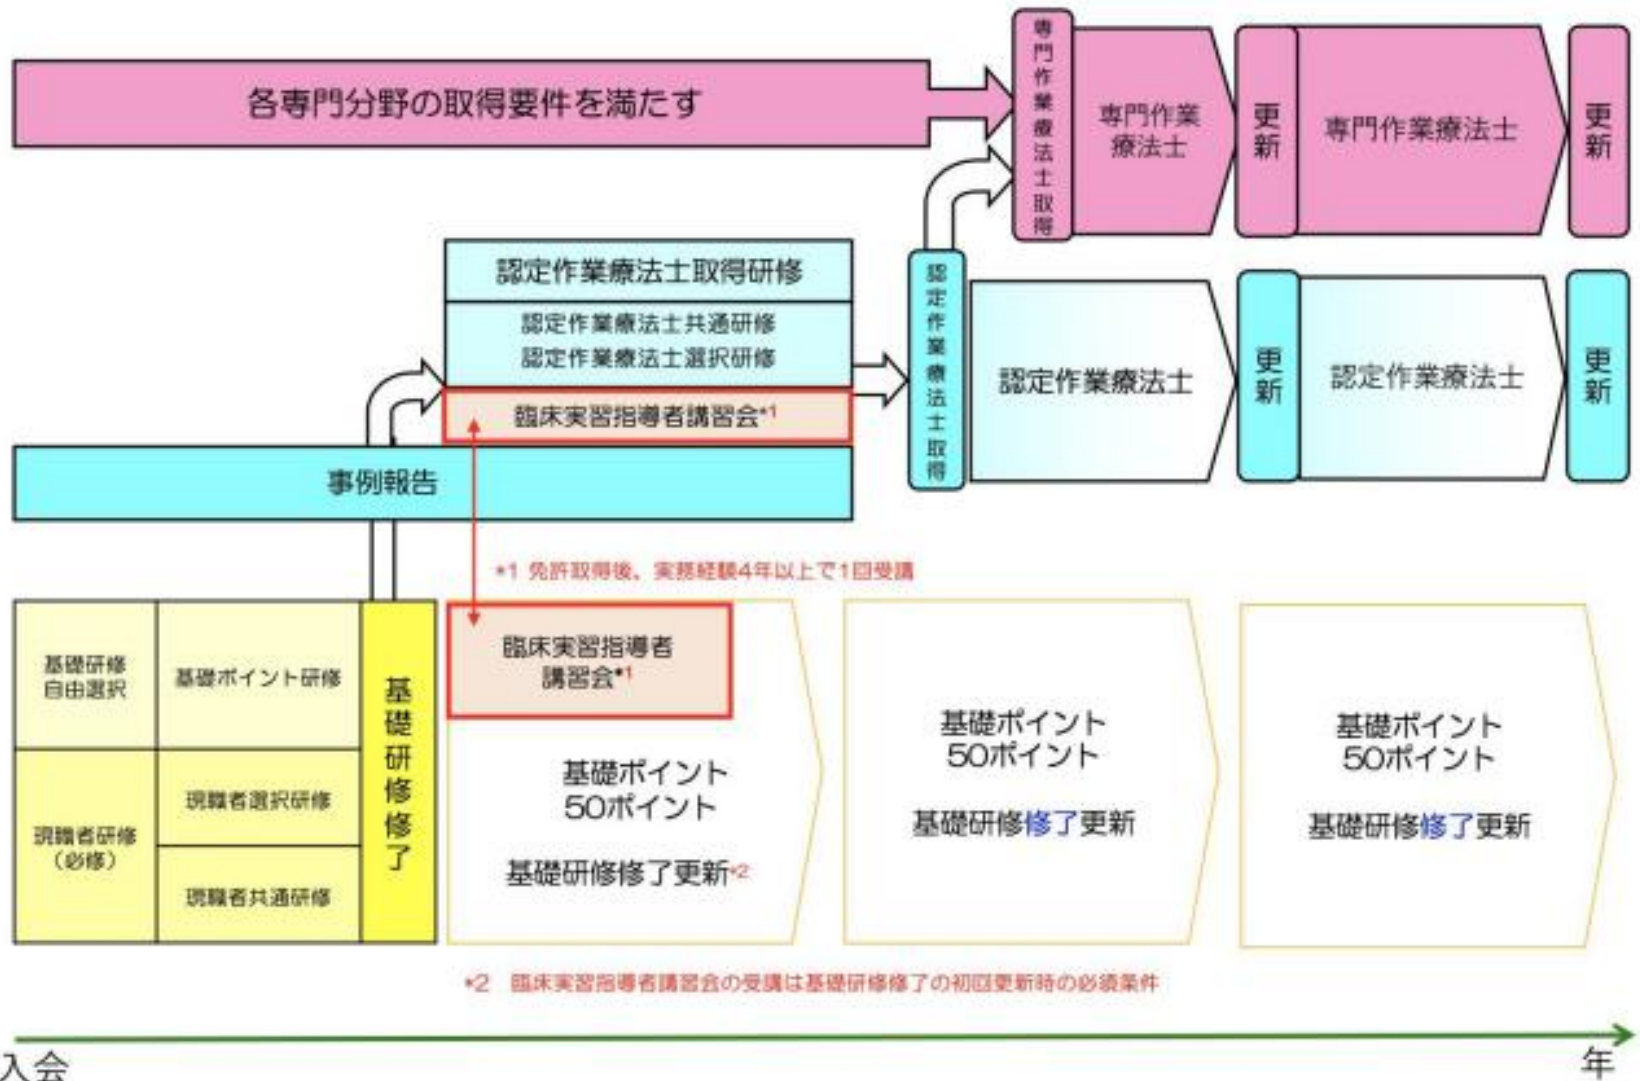 各専門分野の取得要件を満たす
専門作業療法士取得
専門作業
療法士
更新
専門作業療法士
更新
認定作業療法士取得研修
認定作業療法士共通研修
認定作業療法士選択研修
臨床実習指導者講習会*1
認定作業療法士取得
認定作業療法士
更新
認定作業療法士
更新
事例報告
*1 免許取得後、実務経験4年以上で1回受講
基礎研修
自由選択
基礎ポイント研修
現職者研修
（必修）
現職者選択研修
現職者共通研修
基礎研修修了
臨床実習指導者
講習会*1
基礎ポイント
50ポイント
基礎研修修了更新*2
基礎ポイント
50ポイント
基礎研修修了更新
基礎ポイント
50ポイント
基礎研修修了更新
*2 臨床実習指導者講習会の受講は基礎研修修了の初回更新時の必須条件
入会
年